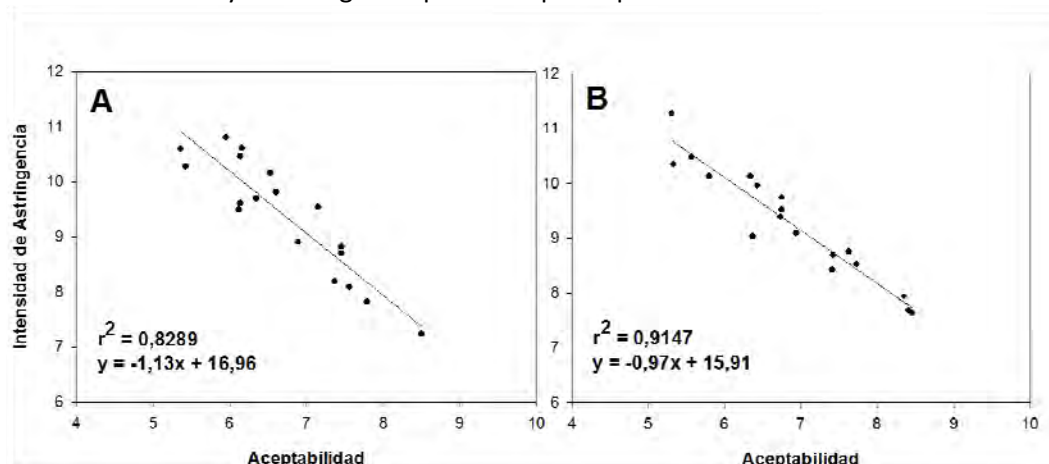 A
B
Intensidad de Astringencia
12
11
10
9
8
7
6
r2 = 0,8289
y = -1,13x + 16,96
4 5 6 7 8 9 10
Aceptabilidad
12
11
10
9
8
7
6
r2 = 0,9147
y = -0,97x + 15,91
4 5 6 7 8 9 10
Aceptabilidad